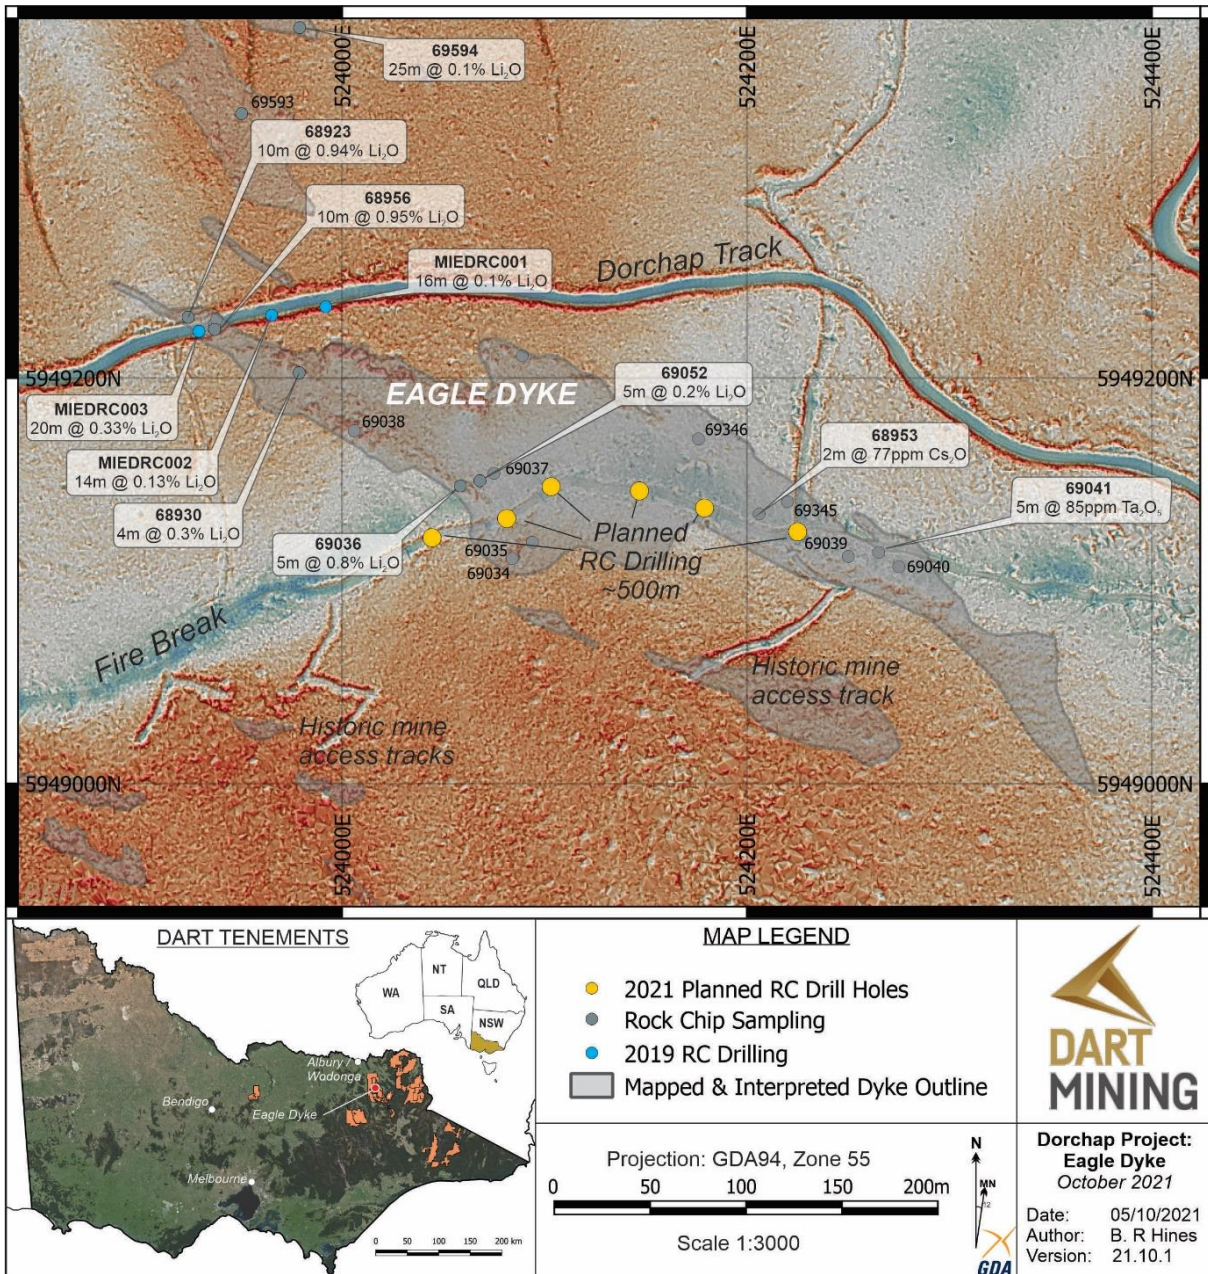 524000E
524200E
524400E
69594
25m @ 0.1% Li₂O
69593
68923
10m @ 0.94% Li₂O
68956
10m @ 0.95% Li₂O
MIEDRC001
16m @ 0.1% Li₂O
Dorchap Track
5949200N
5949200N
EAGLE DYKE
69052
5m @ 0.2% Li₂O
MIEDRC003
20m @ 0.33% Li₂O
69038
69346
68953
2m @ 77ppm Cs₂O
MIEDRC002
14m @ 0.13% Li₂O
69037
69041
5m @ 85ppm Ta₂O₅
68930
4m @ 0.3% Li₂O
69345
69036
5m @ 0.8% Li₂O
69035
69034
Planned
RC Drilling
~500m
69039
69040
Fire Break
Historic mine
access track
Historic mine
access tracks
5949000N
5949000N
524000E
524200E
524400E
DART TENEMENTS
WA
NT
QLD
SA
NSW
Albury /
Wodonga
Bendigo
Eagle Dyke
Melbourne
0 50 100 150 200 km
MAP LEGEND
2021 Planned RC Drill Holes
Rock Chip Sampling
2019 RC Drilling
Mapped & Interpreted Dyke Outline
DART
MINING
Projection: GDA94, Zone 55
0 50 100 150 200m
Scale 1:3000
N
MN
12
GDA
Dorchap Project:
Eagle Dyke
October 2021
Date: 05/10/2021
Author: B. R Hines
Version: 21.10.1